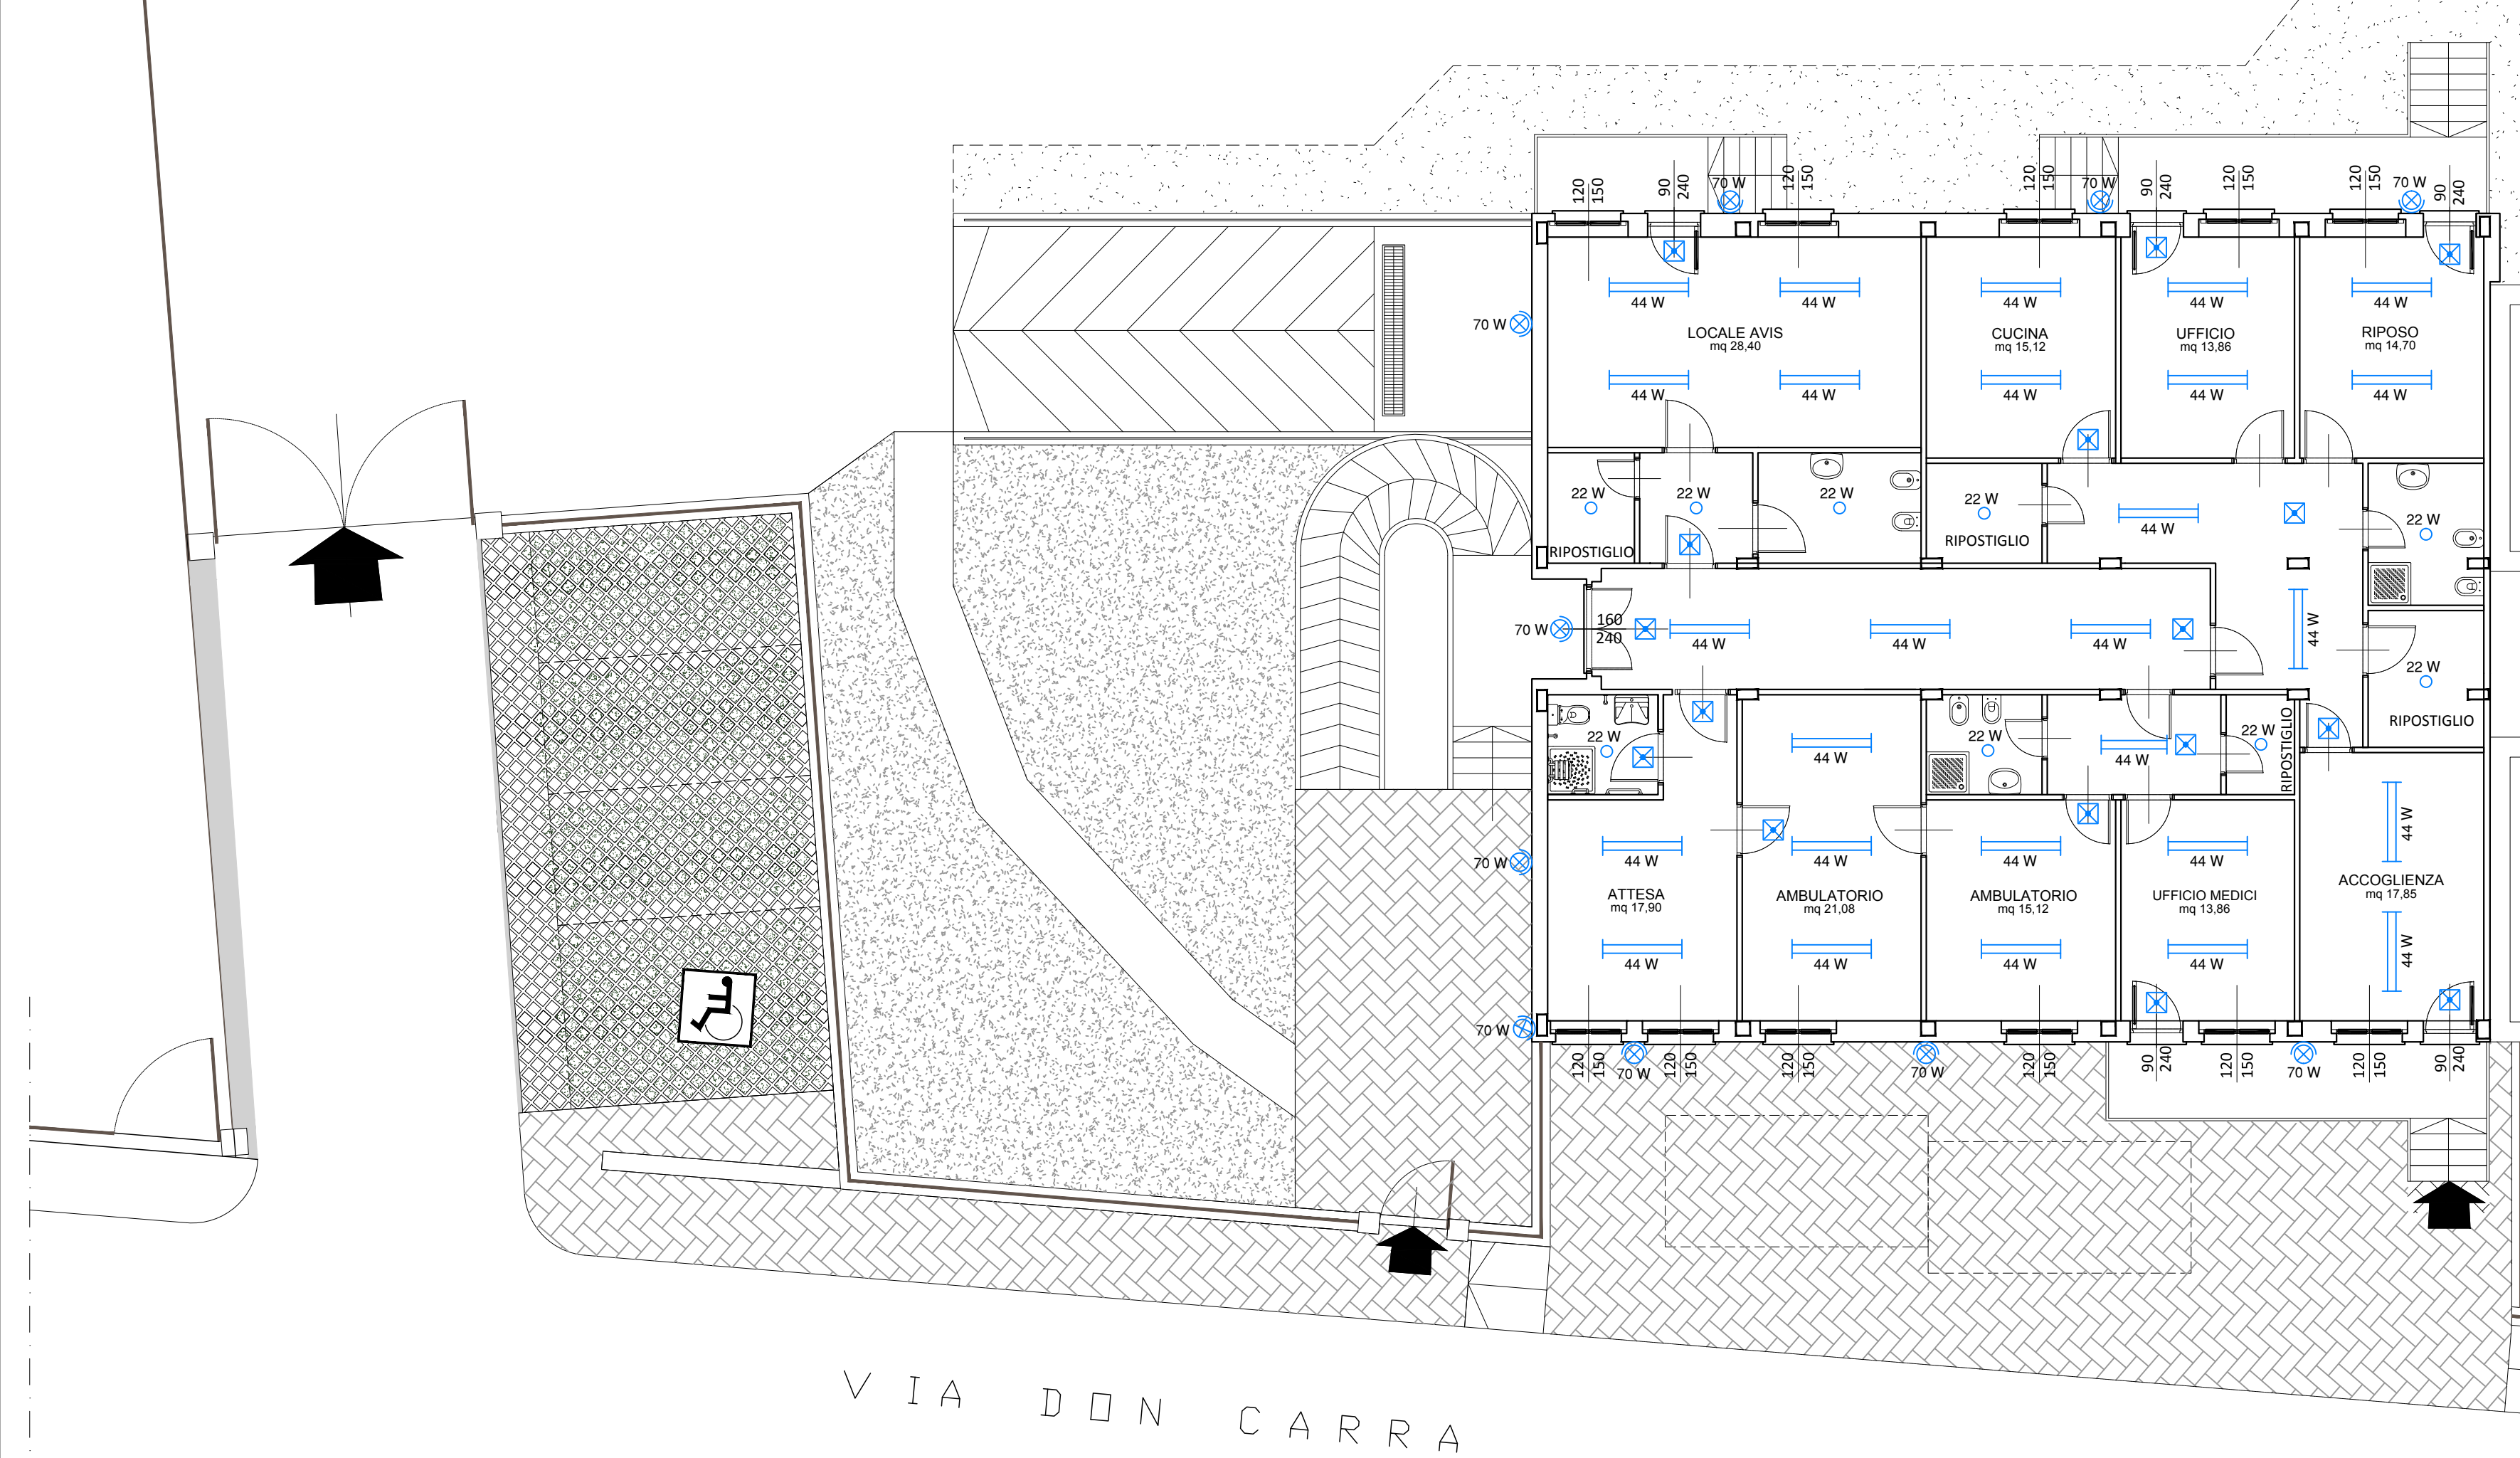 120
150
90
240
70 W
120
150
120
150
70 W
90
240
120
150
120
150
70 W
90
240
70 W
44 W
44 W
44 W
44 W
44 W
LOCALE AVIS
mq 28,40
CUCINA
mq 15,12
UFFICIO
mq 13,86
RIPOSO
mq 14,70
44 W
44 W
44 W
44 W
44 W
22 W
22 W
22 W
22 W
44 W
22 W
RIPOSTIGLIO
RIPOSTIGLIO
70 W
160
240
44 W
44 W
44 W
44 W
22 W
RIPOSTIGLIO
22 W
44 W
22 W
44 W
22 W
RIPOSTIGLIO
70 W
44 W
44 W
44 W
44 W
44 W
ATTESA
mq 17,90
AMBULATORIO
mq 21,08
AMBULATORIO
mq 15,12
UFFICIO MEDICI
mq 13,86
ACCOGLIENZA
mq 17,85
44 W
44 W
44 W
44 W
44 W
70 W
120
150
70 W
120
150
120
150
70 W
120
150
90
240
120
150
70 W
120
150
90
240
VIA DON CARRA